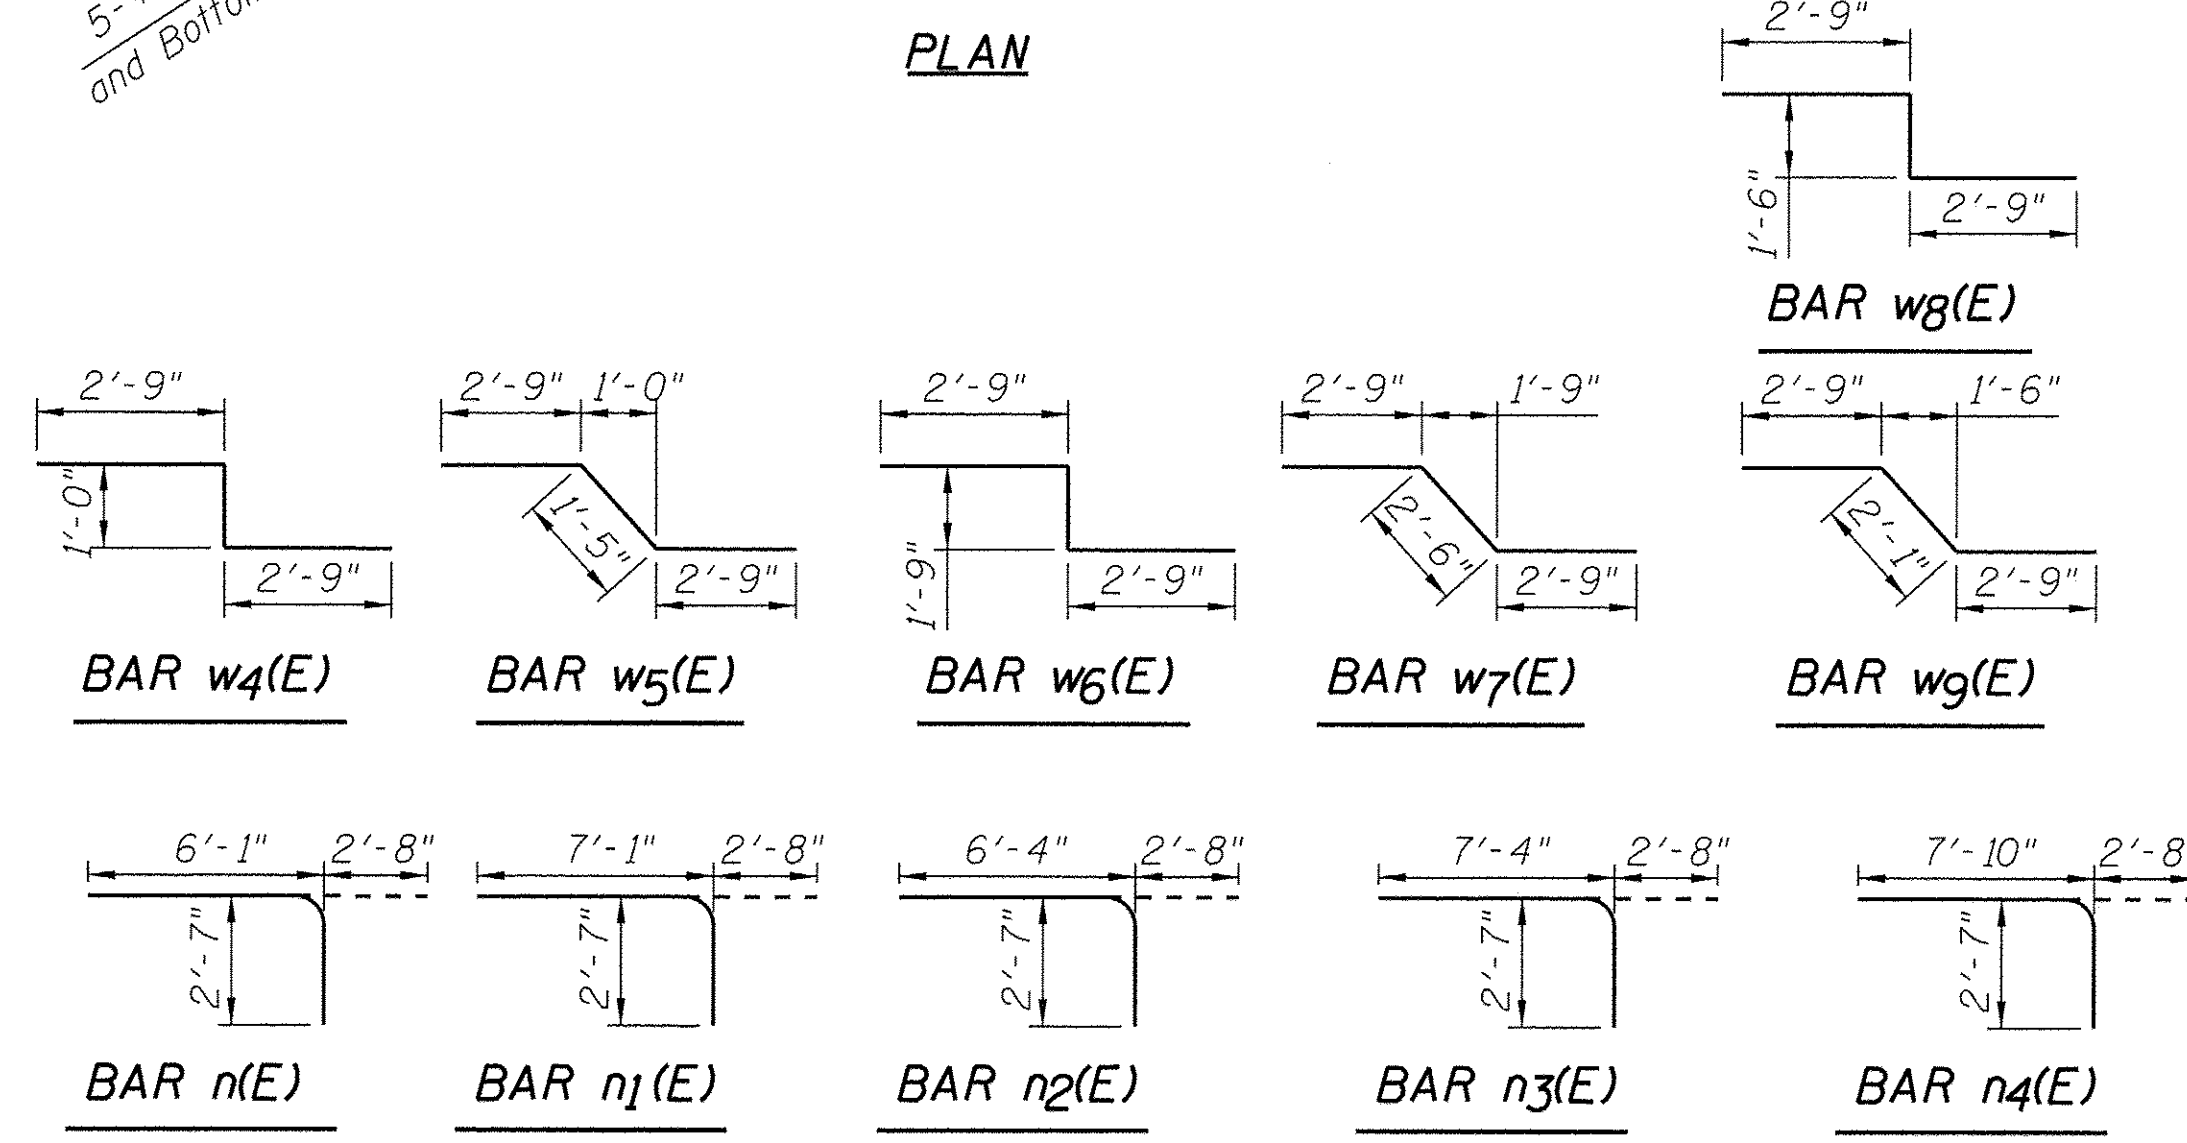 and Bottom
PLAN
2'-9"
1'-6"
2'-9"
BAR w8(E)
2'-9"
1'-0"
2'-9"
BAR w4(E)
2'-9" 1'-0"
1'-5"
2'-9"
BAR w5(E)
2'-9"
1'-9"
2'-9"
BAR w6(E)
2'-9" 1'-9"
2'-6"
2'-9"
BAR w7(E)
2'-9" 1'-6"
2'-1"
2'-9"
BAR w9(E)
6'-1" 2'-8"
2'-7"
BAR n(E)
7'-1" 2'-8"
2'-7"
BAR n1(E)
6'-4" 2'-8"
2'-7"
BAR n2(E)
7'-4" 2'-8"
2'-7"
BAR n3(E)
7'-10" 2'-8
2'-7"
BAR n4(E)